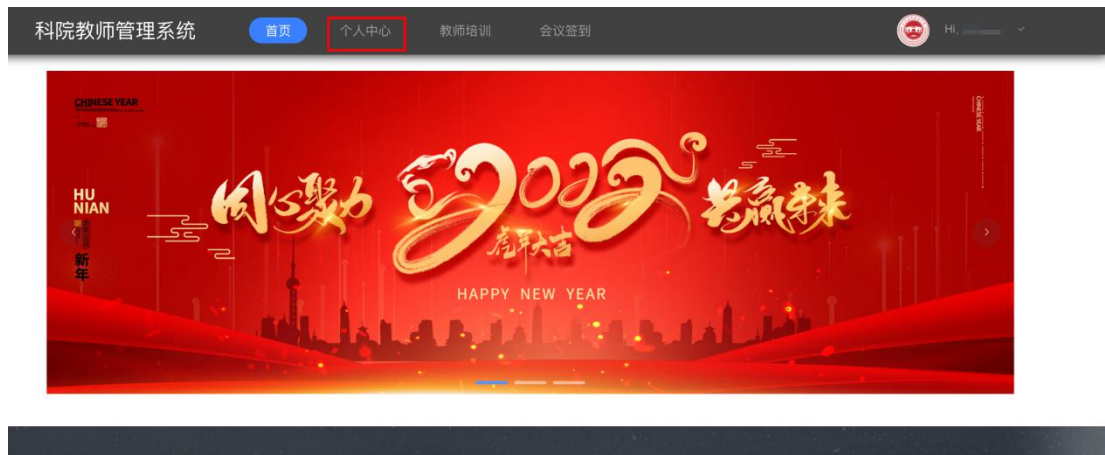 科院教师管理系统 首页 个人中心 教师培训 会议签到 Hi,
CHINESE YEAR
CHINESE YEAR
HU
NIAN
新
年
同心聚力 2022 共赢未来
虎年大吉
HAPPY NEW YEAR